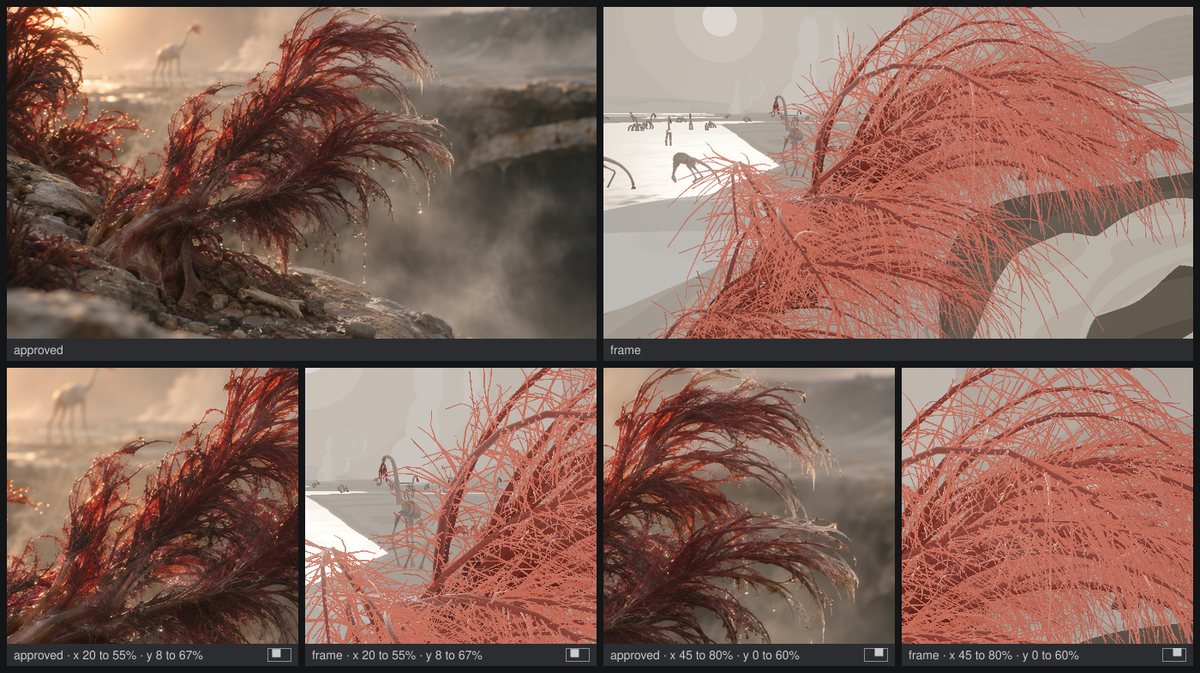 approved
frame
approved · x 20 to 55% · y 8 to 67%
frame · x 20 to 55% · y 8 to 67%
approved · x 45 to 80% · y 0 to 60%
frame · x 45 to 80% · y 0 to 60%